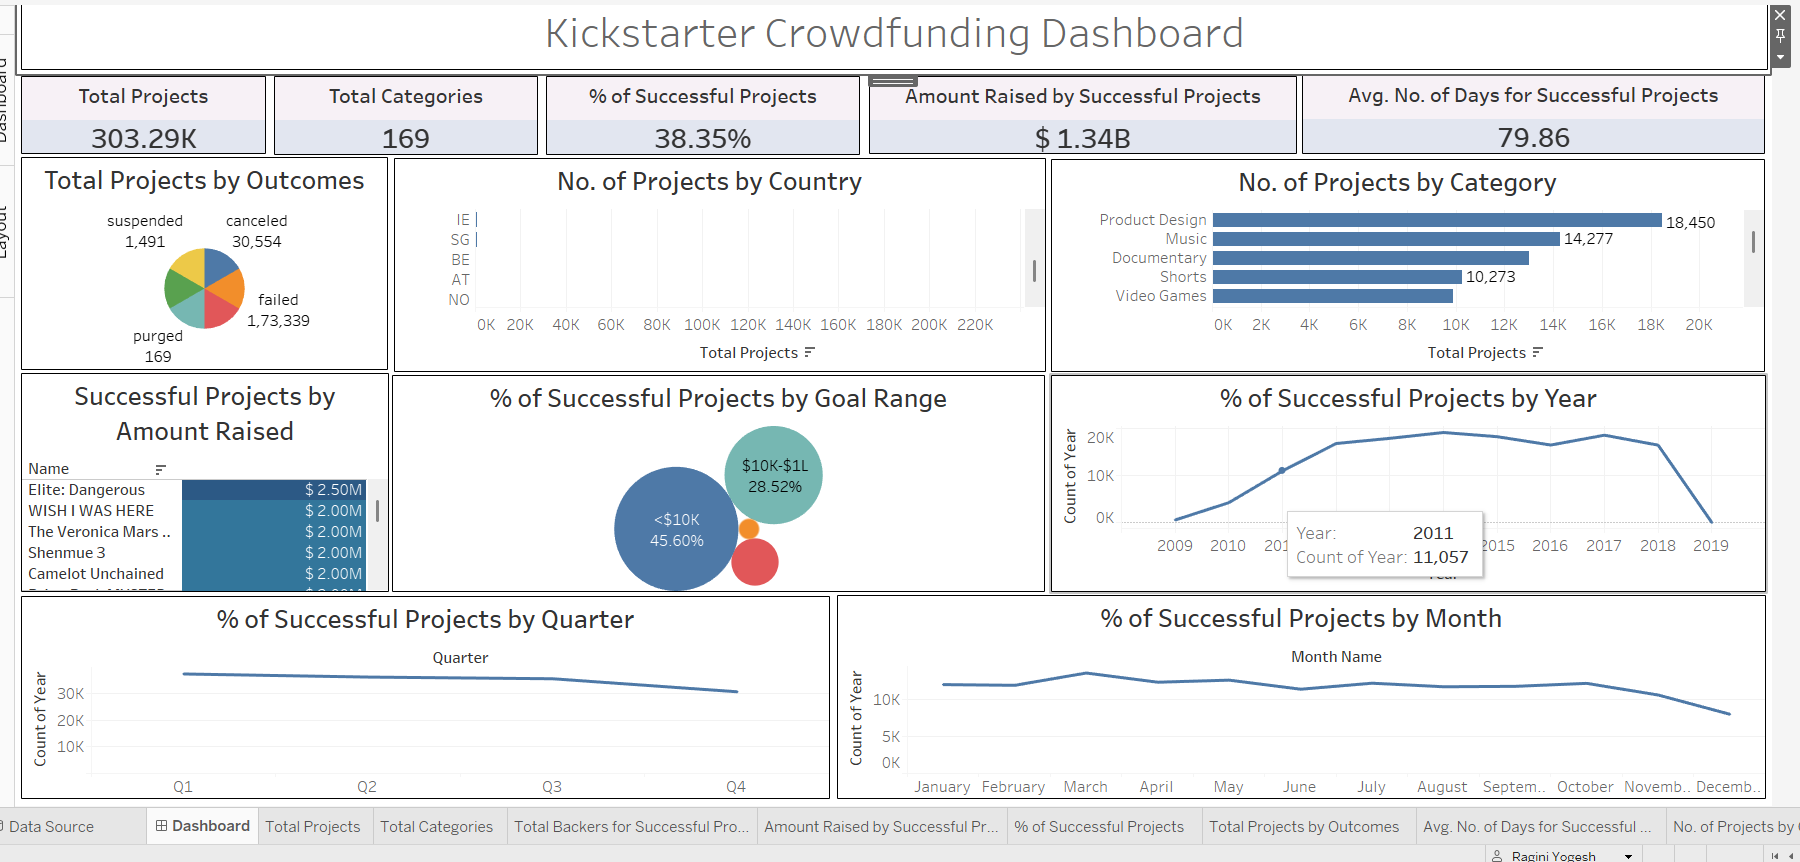 Kickstarter Crowdfunding Dashboard
Total Projects
303.29K
Total Categories
169
% of Successful Projects
38.35%
Amount Raised by Successful Projects
$ 1.34B
Avg. No. of Days for Successful Projects
79.86
Total Projects by Outcomes
suspended
1,491
canceled
30,554
failed
1,73,339
purged
169
No. of Projects by Country
IE
SG
BE
AT
NO
0K 20K 40K 60K 80K 100K 120K 140K 160K 180K 200K 220K
Total Projects
No. of Projects by Category
Product Design 18,450
Music 14,277
Documentary
Shorts 10,273
Video Games
0K 2K 4K 6K 8K 10K 12K 14K 16K 18K 20K
Total Projects
Successful Projects by
Amount Raised
Name
Elite: Dangerous $ 2.50M
WISH I WAS HERE $ 2.00M
The Veronica Mars .. $ 2.00M
Shenmue 3 $ 2.00M
Camelot Unchained $ 2.00M
% of Successful Projects by Goal Range
$10K-$1L
28.52%
<$10K
45.60%
% of Successful Projects by Year
Count of Year
20K
10K
0K
2009 2010 201 2015 2016 2017 2018 2019
Year: 2011
Count of Year: 11,057
Year
% of Successful Projects by Quarter
Quarter
Count of Year
30K
20K
10K
Q1 Q2 Q3 Q4
% of Successful Projects by Month
Month Name
Count of Year
10K
5K
0K
January February March April May June July August Septem.. October Novemb.. Decemb..
Dashboard
Layout
Data Source Dashboard Total Projects Total Categories Total Backers for Successful Pro... Amount Raised by Successful Pr... % of Successful Projects Total Projects by Outcomes Avg. No. of Days for Successful ... No. of Projects by
Ragini Yogesh